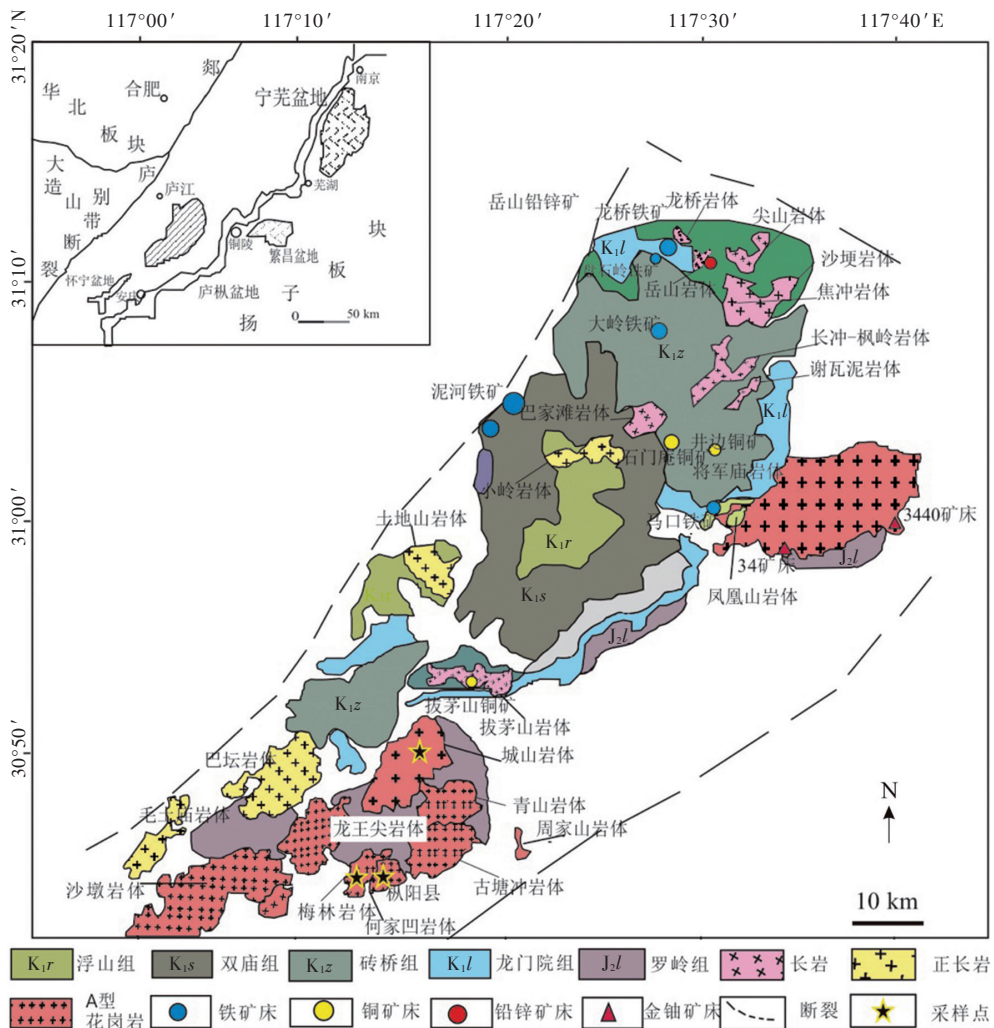 117°00′ 117°10′ 117°20′ 117°30′ 117°40′ E
31°20′ N
31°10′
31°00′
30°50′
华北板块
合肥
郯
庐
断
裂
大别
造山带
庐江
宁芜盆地
南京
芜湖
铜陵
繁昌盆地
怀宁盆地
安庆
庐枞盆地
扬
子
板
块
0 50 km
岳山铅锌矿
龙桥铁矿
龙桥岩体
尖山岩体
K₁l
岳山岩体
沙埂岩体
焦冲岩体
大岭铁矿
K₁z
长冲-枫岭岩体
谢瓦泥岩体
K₁l
泥河铁矿
巴家滩岩体
井边铜矿
石门庵铜矿
将军庙岩体
小岭岩体
土地山岩体
马口铁矿
3440矿床
34矿床
J₂l
凤凰山岩体
K₁r
K₁s
J₂l
K₁z
拔茅山铜矿
拔茅山岩体
巴坛岩体
城山岩体
毛王庙岩体
青山岩体
龙王尖岩体
周家山岩体
沙墩岩体
古塘冲岩体
枞阳县
梅林岩体
何家凹岩体
N
10 km
K₁r 浮山组 K₁s 双庙组 K₁z 砖桥组 K₁l 龙门院组 J₂l 罗岭组 长岩 正长岩
A型
花岗岩 铁矿床 铜矿床 铅锌矿床 金铀矿床 断裂 采样点